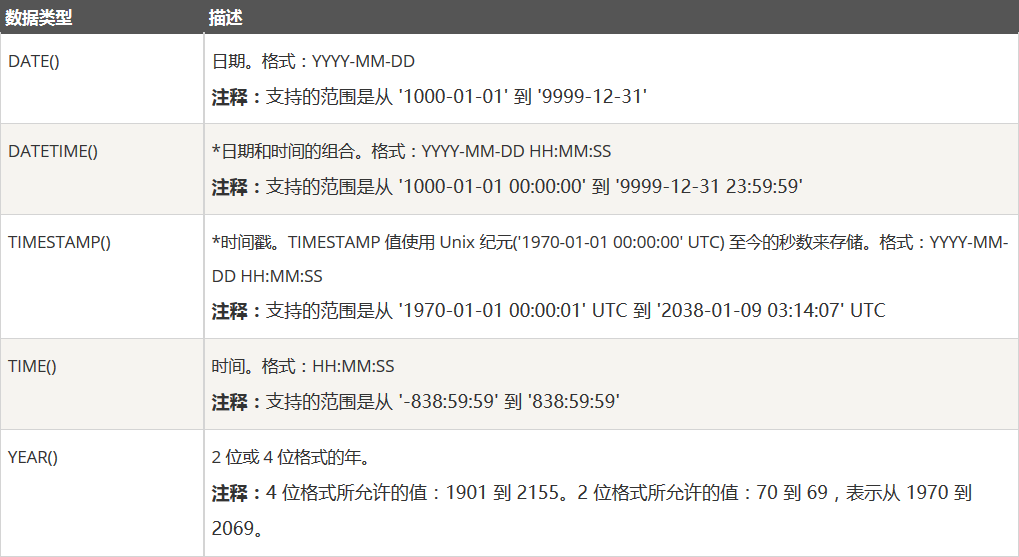 数据类型 描述
DATE() 日期。格式：YYYY-MM-DD
注释：支持的范围是从 '1000-01-01' 到 '9999-12-31'
DATETIME() *日期和时间的组合。格式：YYYY-MM-DD HH:MM:SS
注释：支持的范围是从 '1000-01-01 00:00:00' 到 '9999-12-31 23:59:59'
TIMESTAMP() *时间戳。TIMESTAMP 值使用 Unix 纪元('1970-01-01 00:00:00' UTC) 至今的秒数来存储。格式：YYYY-MM-
DD HH:MM:SS
注释：支持的范围是从 '1970-01-01 00:00:01' UTC 到 '2038-01-09 03:14:07' UTC
TIME() 时间。格式：HH:MM:SS
注释：支持的范围是从 '-838:59:59' 到 '838:59:59'
YEAR() 2 位或 4 位格式的年。
注释：4 位格式所允许的值：1901 到 2155。2 位格式所允许的值：70 到 69，表示从 1970 到
2069。